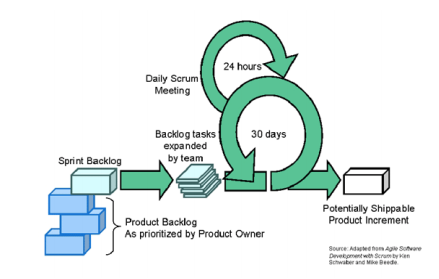 24 hours
Daily Scrum
Meeting
Backlog tasks
expanded
by team
30 days
Sprint Backlog
Potentially Shippable
Product Increment
Product Backlog
As prioritized by Product Owner
Source: Adapted from Agile Software
Development with Scrum by Ken
Schwaber and Mike Beedle.